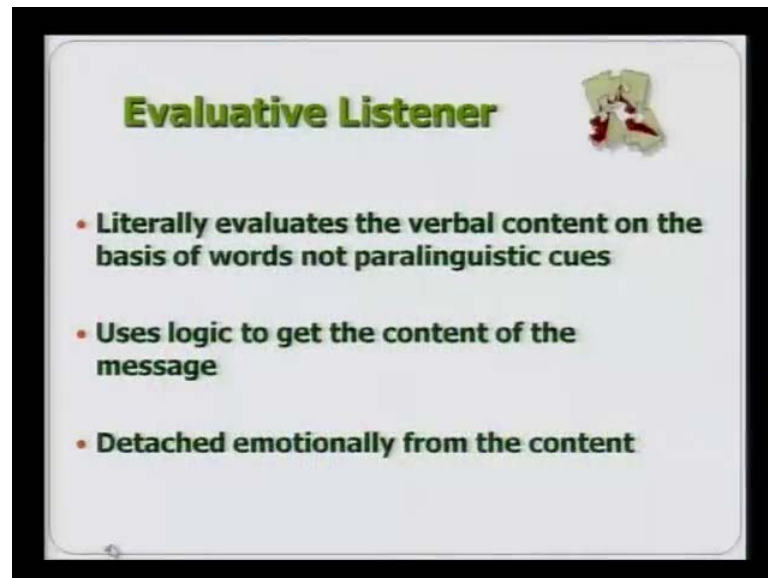 Evaluative Listener
• Literally evaluates the verbal content on the
basis of words not paralinguistic cues
• Uses logic to get the content of the
message
• Detached emotionally from the content